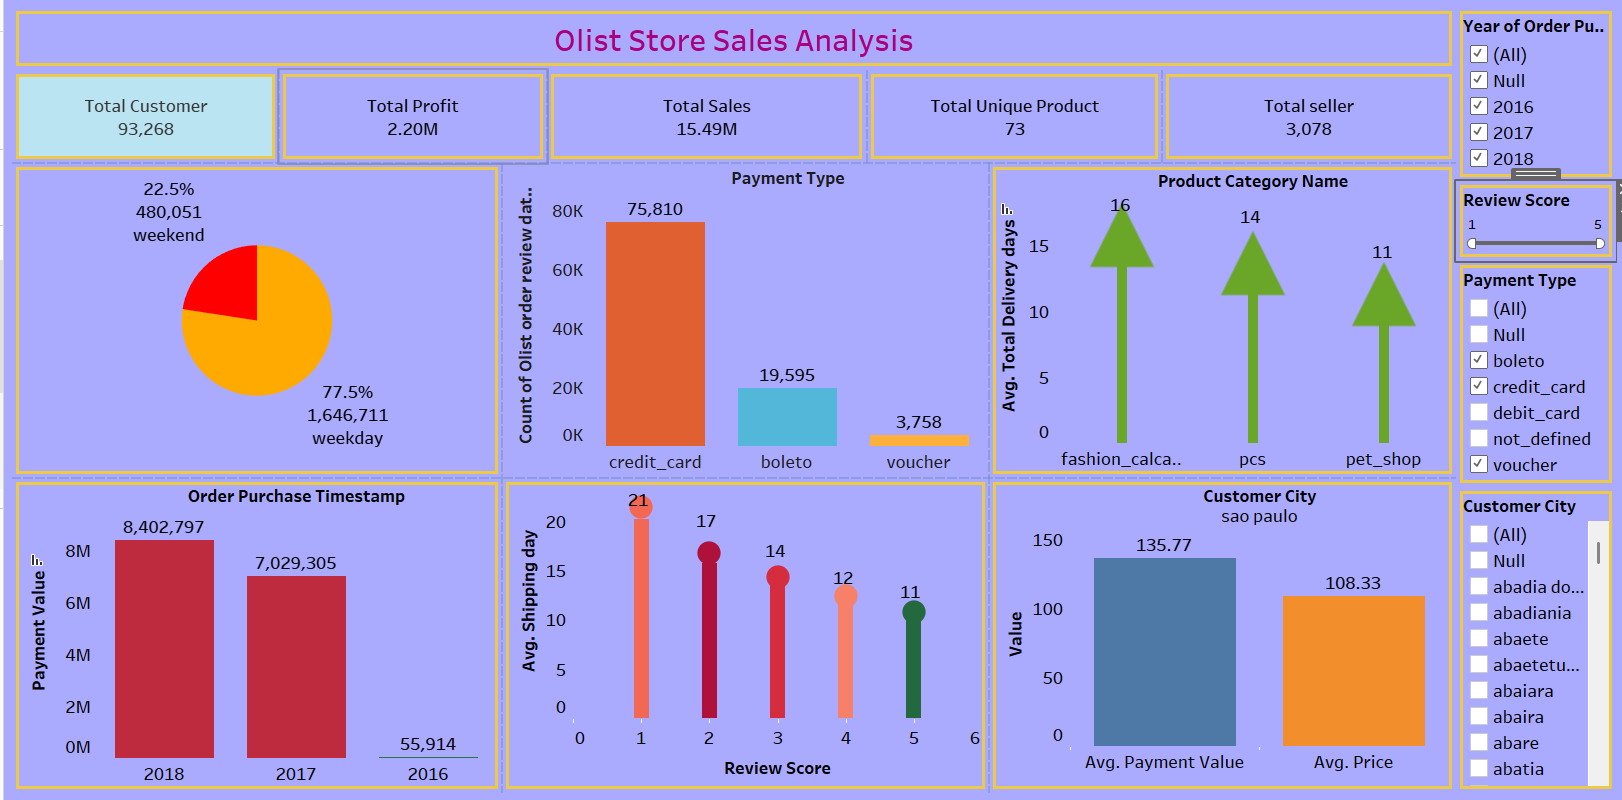 Olist Store Sales Analysis
Total Customer
93,268
Total Profit
2.20M
Total Sales
15.49M
Total Unique Product
73
Total seller
3,078
22.5%
480,051
weekend
77.5%
1,646,711
weekday
Payment Type
Count of Olist order review dat..
80K
60K
40K
20K
0K
75,810
19,595
3,758
credit_card
boleto
voucher
Product Category Name
Avg. Total Delivery days
15
10
5
0
16
14
11
fashion_calca..
pcs
pet_shop
Order Purchase Timestamp
Payment Value
8M
6M
4M
2M
0M
8,402,797
7,029,305
55,914
2018
2017
2016
Avg. Shipping day
20
15
10
5
0
21
17
14
12
11
0
1
2
3
4
5
6
Review Score
Customer City
sao paulo
Value
150
100
50
0
135.77
108.33
Avg. Payment Value
Avg. Price
Year of Order Pu..
(All)
Null
2016
2017
2018
Review Score
1
5
Payment Type
(All)
Null
boleto
credit_card
debit_card
not_defined
voucher
Customer City
(All)
Null
abadia do...
abadiania
abaete
abaetetu...
abaiara
abaira
abare
abatia